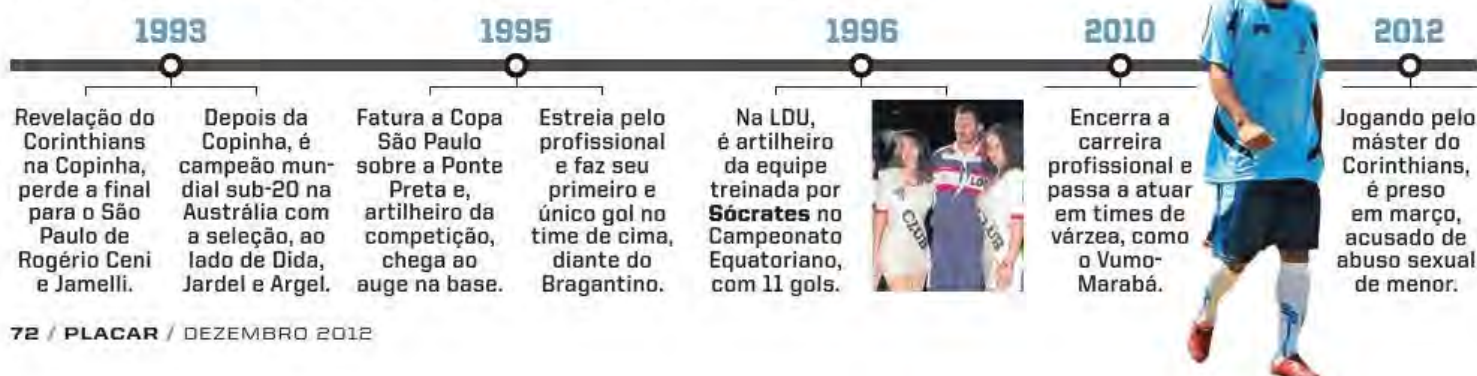 1993
Revelação do
Corinthians
na Copinha,
perde a final
para o São
Paulo de
Rogério Ceni
e Jamelli.
Depois da
Copinha, é
campeão mun-
dial sub-20 na
Austrália com
a seleção, ao
lado de Dida,
Jardel e Argel.
1995
Fatura a Copa
São Paulo
sobre a Ponte
Preta e,
artilheiro da
competição,
chega ao
auge na base.
Estreia pelo
profissional
e faz seu
primeiro e
único gol no
time de cima,
diante do
Bragantino.
1996
Na LDU,
é artilheiro
da equipe
treinada por
Sócrates no
Campeonato
Equatoriano,
com 11 gols.
2010
Encerra a
carreira
profissional e
passa a atuar
em times de
várzea, como
o Vumo-
Marabá.
2012
Jogando pelo
máster do
Corinthians,
é preso
em março,
acusado de
abuso sexual
de menor.
72 / PLACAR / DEZEMBRO 2012